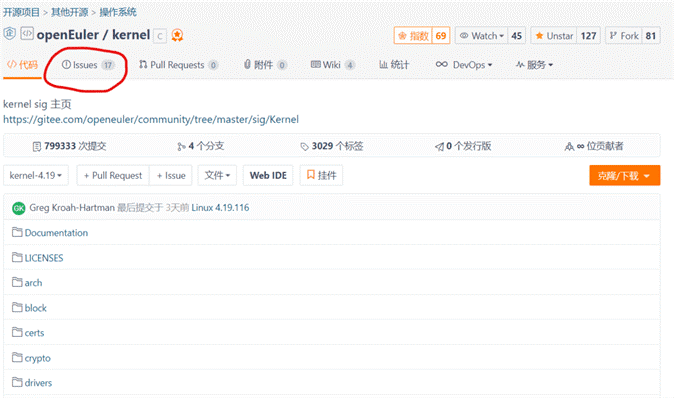 开源项目 > 其他开源 > 操作系统
openEuler / kernel C 指数 69 Watch 45 Unstar 127 Fork 81
</> 代码 Issues 17 Pull Requests 0 附件 0 Wiki 4 统计 DevOps 服务
kernel sig 主页
https://gitee.com/openeuler/community/tree/master/sig/Kernel
799333 次提交 4 个分支 3029 个标签 0 个发行版 ∞ 位贡献者
kernel-4.19 + Pull Request + Issue 文件 Web IDE 挂件 克隆/下载
GK Greg Kroah-Hartman 最后提交于 3天前 Linux 4.19.116
Documentation
LICENSES
arch
block
certs
crypto
drivers